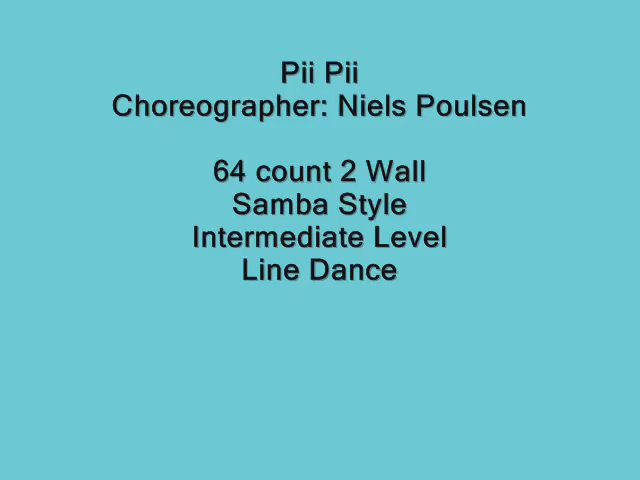 Pii Pii
Choreographer: Niels Poulsen
64 count 2 Wall
Samba Style
Intermediate Level
Line Dance